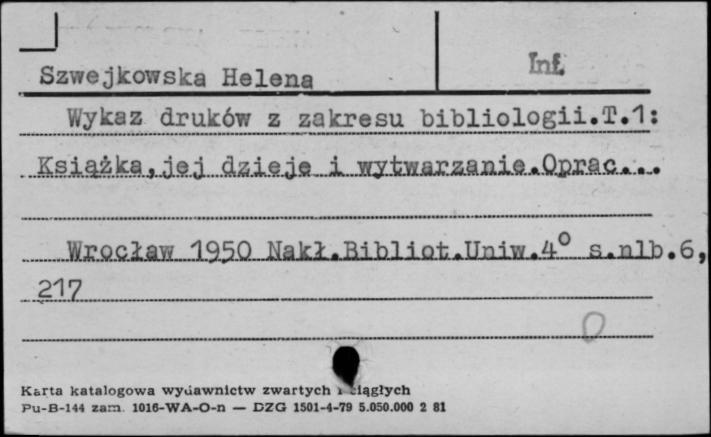 Inf.
Szwejkowska Helena
Wykaz druków z zakresu bibliologii.T.1:
Książka,jej dzieje i wytwarzanie.Oprac...
Wrocław 1950 Nakł.Bibliot.Uniw.4° s.nlb.6,
217
0
Karta katalogowa wydawnictw zwartych i ciągłych
Pu-B-144 zam. 1016-WA-O-n — DZG 1501-4-79 5.050.000 2 81